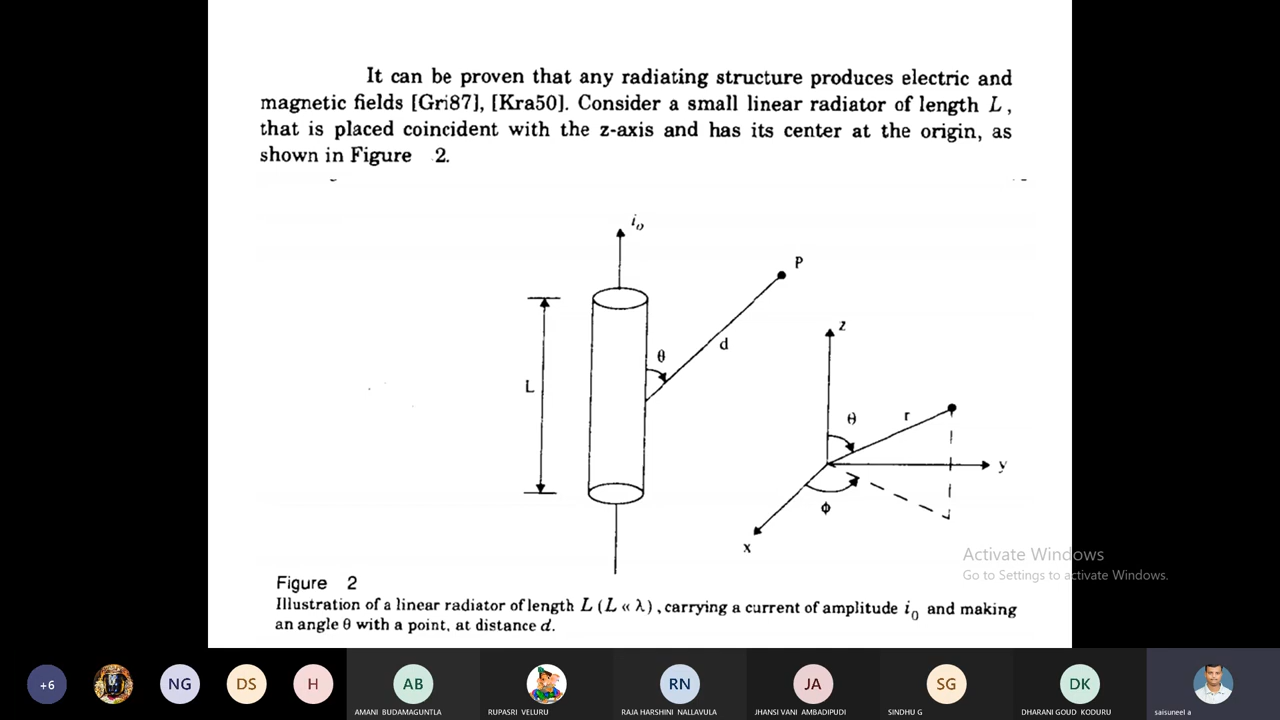 It can be proven that any radiating structure produces electric and
magnetic fields [Gri87], [Kra50]. Consider a small linear radiator of length L,
that is placed coincident with the z-axis and has its center at the origin, as
shown in Figure 2.
i₀
P
θ
d
L
z
θ
r
y
ϕ
x
Activate Windows
Go to Settings to activate Windows.
Figure 2
Illustration of a linear radiator of length L (L « λ), carrying a current of amplitude i₀ and making
an angle θ with a point, at distance d.
+6
NG
DS
H
AB
RN
JA
SG
DK
AMANI BUDAMAGUNTLA
RUPASRI VELURU
RAJA HARSHINI NALLAVULA
JHANSI VANI AMBADIPUDI
SINDHU G
DHARANI GOUD KODURU
saisuneel a